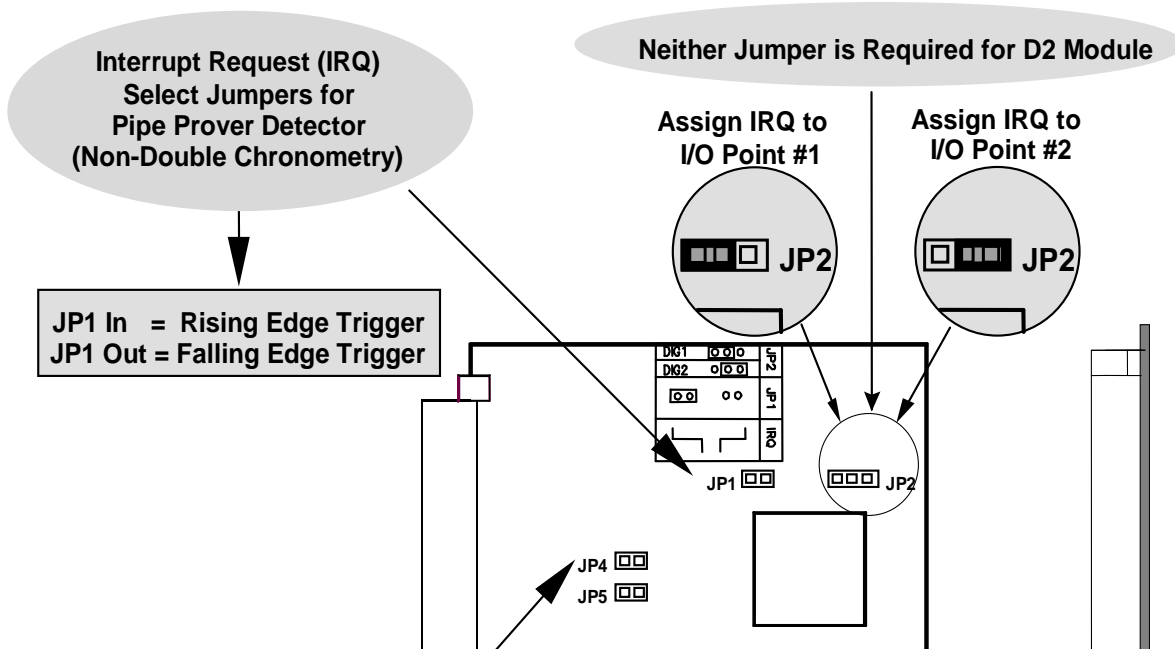 Interrupt Request (IRQ)
Select Jumpers for
Pipe Prover Detector
(Non-Double Chronometry)
Neither Jumper is Required for D2 Module
Assign IRQ to
I/O Point #1
Assign IRQ to
I/O Point #2
JP2
JP2
JP1 In = Rising Edge Trigger
JP1 Out = Falling Edge Trigger
DIG1
DIG2
JP2
JP1
IRQ
JP1
JP2
JP4
JP5